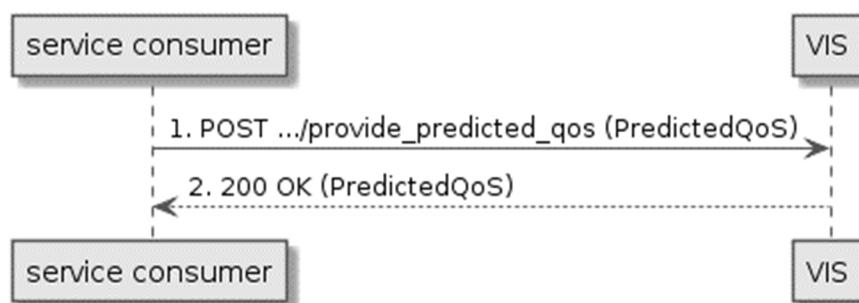 service consumer
VIS
1. POST .../provide_predicted_qos (PredictedQoS)
2. 200 OK (PredictedQoS)
service consumer
VIS